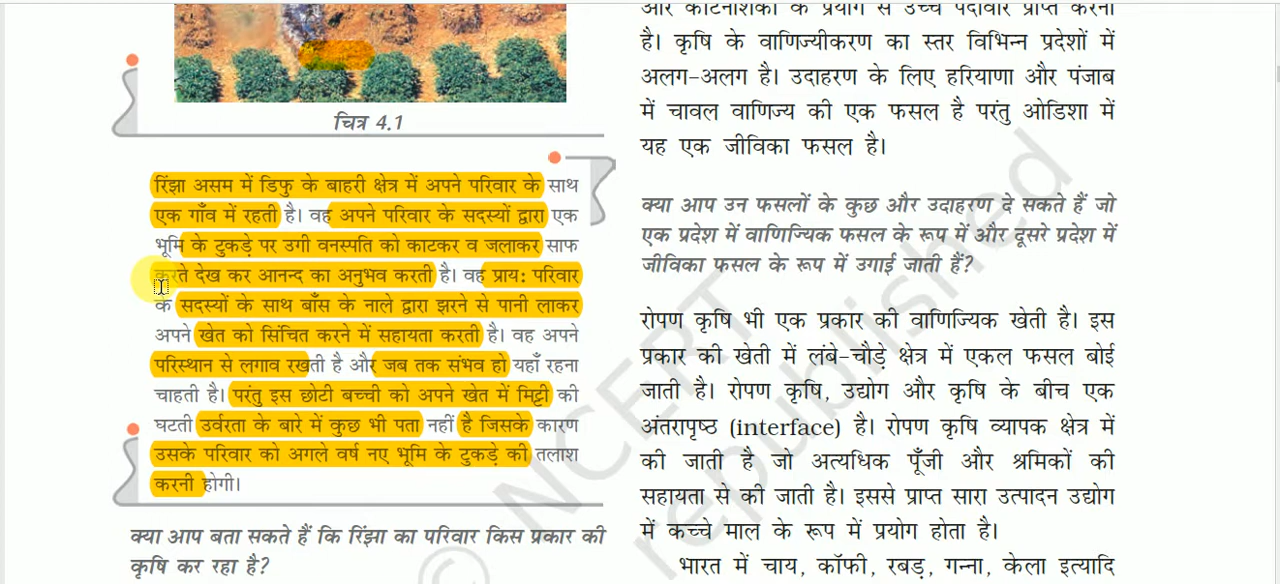 चित्र 4.1
रिंझा असम में डिफु के बाहरी क्षेत्र में अपने परिवार के साथ
एक गाँव में रहती है। वह अपने परिवार के सदस्यों द्वारा एक
भूमि के टुकड़े पर उगी वनस्पति को काटकर व जलाकर साफ
करते देख कर आनन्द का अनुभव करती है। वह प्राय: परिवार
के सदस्यों के साथ बाँस के नाले द्वारा झरने से पानी लाकर
अपने खेत को सिंचित करने में सहायता करती है। वह अपने
परिस्थान से लगाव रखती है और जब तक संभव हो यहाँ रहना
चाहती है। परंतु इस छोटी बच्ची को अपने खेत में मिट्टी की
घटती उर्वरता के बारे में कुछ भी पता नहीं है जिसके कारण
उसके परिवार को अगले वर्ष नए भूमि के टुकड़े की तलाश
करनी होगी।
क्या आप बता सकते हैं कि रिंझा का परिवार किस प्रकार की
कृषि कर रहा है?
और कीटनाशकों के प्रयोग से उच्च पैदावार प्राप्त करना
है। कृषि के वाणिज्यीकरण का स्तर विभिन्न प्रदेशों में
अलग-अलग है। उदाहरण के लिए हरियाणा और पंजाब
में चावल वाणिज्य की एक फसल है परंतु ओडिशा में
यह एक जीविका फसल है।
क्या आप उन फसलों के कुछ और उदाहरण दे सकते हैं जो
एक प्रदेश में वाणिज्यिक फसल के रूप में और दूसरे प्रदेश में
जीविका फसल के रूप में उगाई जाती हैं?
रोपण कृषि भी एक प्रकार की वाणिज्यिक खेती है। इस
प्रकार की खेती में लंबे-चौड़े क्षेत्र में एकल फसल बोई
जाती है। रोपण कृषि, उद्योग और कृषि के बीच एक
अंतरापृष्ठ (interface) है। रोपण कृषि व्यापक क्षेत्र में
की जाती है जो अत्यधिक पूँजी और श्रमिकों की
सहायता से की जाती है। इससे प्राप्त सारा उत्पादन उद्योग
में कच्चे माल के रूप में प्रयोग होता है।
भारत में चाय, कॉफी, रबड़, गन्ना, केला इत्यादि
© NCERT
republished